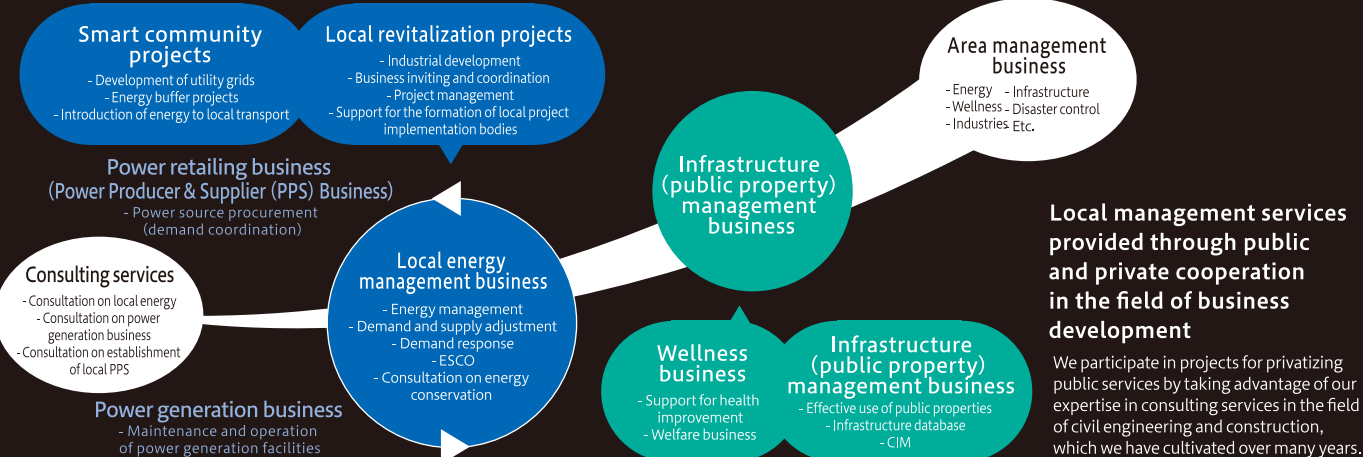 Smart community
projects
- Development of utility grids
- Energy buffer projects
- Introduction of energy to local transport
Local revitalization projects
- Industrial development
- Business inviting and coordination
- Project management
- Support for the formation of local project
implementation bodies
Power retailing business
(Power Producer & Supplier (PPS) Business)
- Power source procurement
(demand coordination)
Consulting services
- Consultation on local energy
- Consultation on power
generation business
- Consultation on establishment
of local PPS
Power generation business
- Maintenance and operation
of power generation facilities
Local energy
management business
- Energy management
- Demand and supply adjustment
- Demand response
- ESCO
- Consultation on energy
conservation
Infrastructure
(public property)
management
business
Wellness
business
- Support for health
improvement
- Welfare business
Infrastructure
(public property)
management business
- Effective use of public properties
- Infrastructure database
- CIM
Area management
business
- Energy - Infrastructure
- Wellness - Disaster control
- Industries - Etc.
Local management services
provided through public
and private cooperation
in the field of business
development
We participate in projects for privatizing
public services by taking advantage of our
expertise in consulting services in the field
of civil engineering and construction,
which we have cultivated over many years.